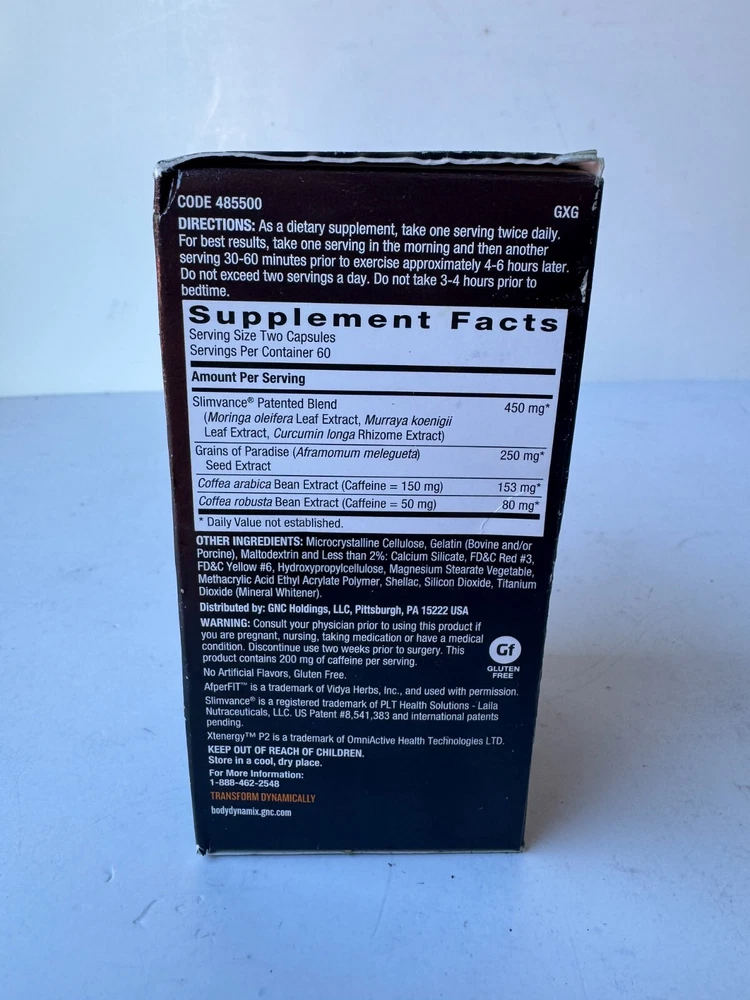 CODE 485500
GXG
DIRECTIONS: As a dietary supplement, take one serving twice daily.
For best results, take one serving in the morning and then another
serving 30-60 minutes prior to exercise approximately 4-6 hours later.
Do not exceed two servings a day. Do not take 3-4 hours prior to
bedtime.
Supplement Facts
Serving Size Two Capsules
Servings Per Container 60
Amount Per Serving
Slimvance® Patented Blend 450 mg*
(Moringa oleifera Leaf Extract, Murraya koenigii
Leaf Extract, Curcumin longa Rhizome Extract)
Grains of Paradise (Aframomum melegueta) 250 mg*
Seed Extract
Coffea arabica Bean Extract (Caffeine = 150 mg) 153 mg*
Coffea robusta Bean Extract (Caffeine = 50 mg) 80 mg*
* Daily Value not established.
OTHER INGREDIENTS: Microcrystalline Cellulose, Gelatin (Bovine and/or
Porcine), Maltodextrin and Less than 2%: Calcium Silicate, FD&C Red #3,
FD&C Yellow #6, Hydroxypropylcellulose, Magnesium Stearate Vegetable,
Methacrylic Acid Ethyl Acrylate Polymer, Shellac, Silicon Dioxide, Titanium
Dioxide (Mineral Whitener).
Distributed by: GNC Holdings, LLC, Pittsburgh, PA 15222 USA
WARNING: Consult your physician prior to using this product if
you are pregnant, nursing, taking medication or have a medical
condition. Discontinue use two weeks prior to surgery. This
product contains 200 mg of caffeine per serving.
Gf
GLUTEN
FREE
No Artificial Flavors, Gluten Free.
AfperFIT™ is a trademark of Vidya Herbs, Inc., and used with permission.
Slimvance® is a registered trademark of PLT Health Solutions - Laila
Nutraceuticals, LLC. US Patent #8,541,383 and international patents
pending.
Xtenergy™ P2 is a trademark of OmniActive Health Technologies LTD.
KEEP OUT OF REACH OF CHILDREN.
Store in a cool, dry place.
For More Information:
1-888-462-2548
TRANSFORM DYNAMICALLY
bodydynamix.gnc.com